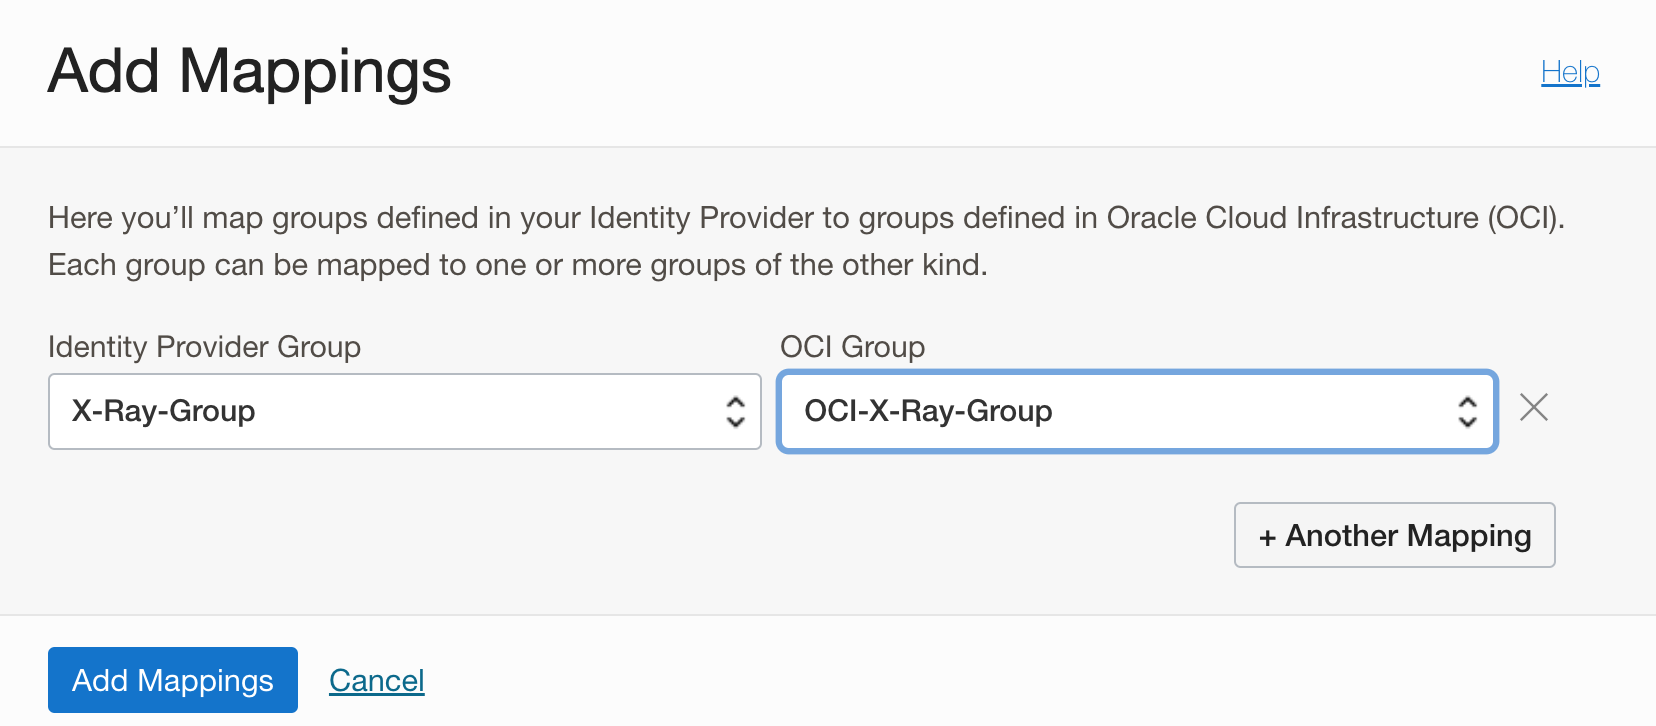 Add Mappings
Help
Here you’ll map groups defined in your Identity Provider to groups defined in Oracle Cloud Infrastructure (OCI).
Each group can be mapped to one or more groups of the other kind.
Identity Provider Group
OCI Group
X-Ray-Group
OCI-X-Ray-Group
+ Another Mapping
Add Mappings
Cancel